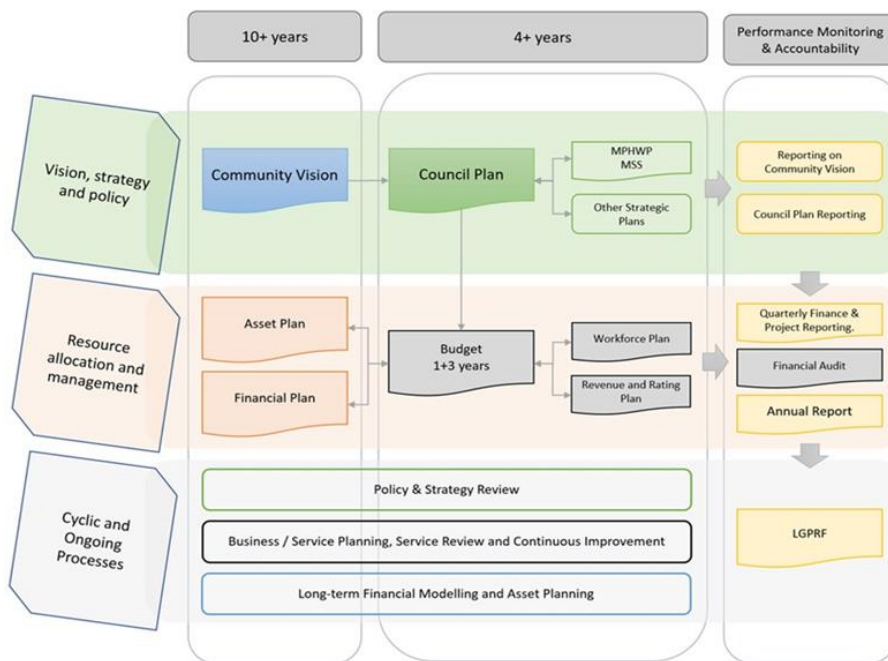 10+ years
4+ years
Performance Monitoring
& Accountability
Vision, strategy
and policy
Community Vision
Council Plan
MPHWP
MSS
Other Strategic
Plans
Reporting on
Community Vision
Council Plan Reporting
Resource
allocation and
management
Asset Plan
Financial Plan
Budget
1+3 years
Workforce Plan
Revenue and Rating
Plan
Quarterly Finance &
Project Reporting.
Financial Audit
Annual Report
Cyclic and
Ongoing
Processes
Policy & Strategy Review
Business / Service Planning, Service Review and Continuous Improvement
Long-term Financial Modelling and Asset Planning
LGPRF